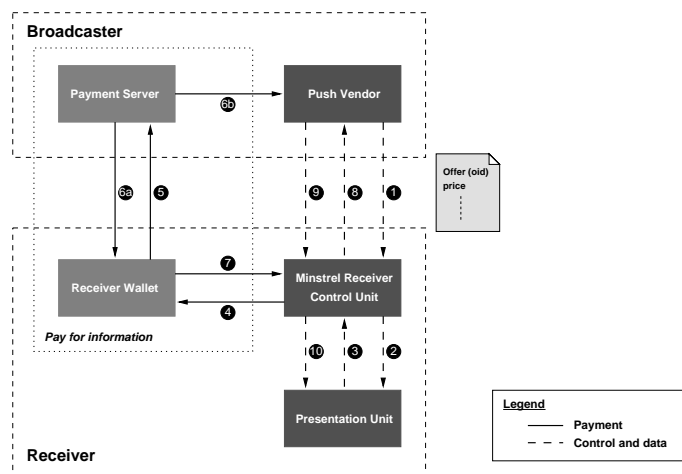 Broadcaster
Payment Server
Push Vendor
6b
6a
5
9
8
1
Offer (oid)
price
Receiver Wallet
7
4
Minstrel Receiver
Control Unit
Pay for information
10
3
2
Presentation Unit
Receiver
Legend
Payment
Control and data